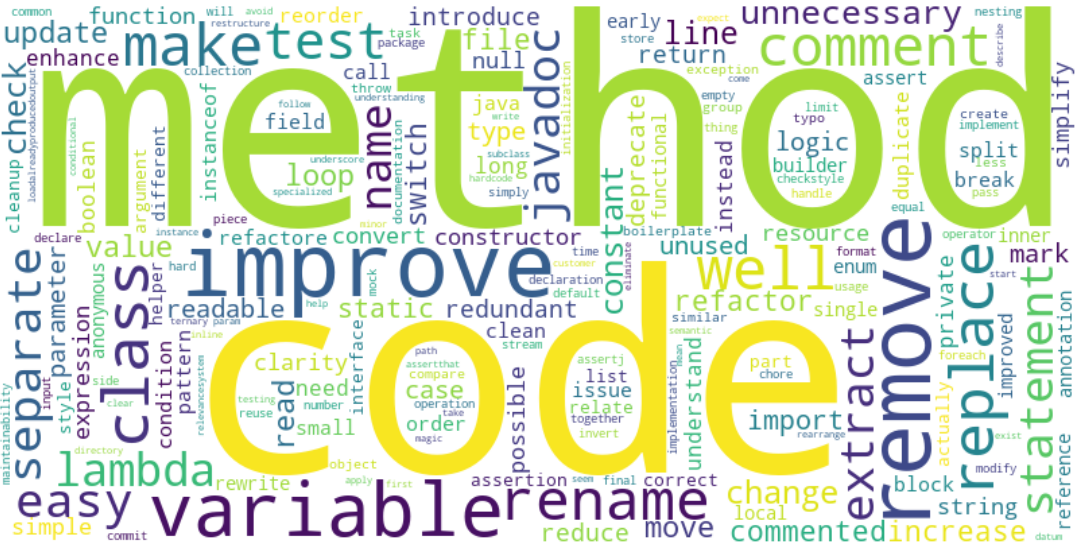 common
will
avoid
function
reorder
introduce
early
expect
unnecessary
nesting
update
restructure
make
test
task
package
file
line
store
return
comment
describe
enhance
collection
call
throw
null
exception
come
assert
check
loadalreadyproducedoutput
method
understanding
java
write
javadoc
initialization
empty
group
thing
limit
typo
logic
create
implement
simplify
conditional
instanceof
follow
field
name
documentation
switch
type
long
subclass
hardcode
simply
deprecate
functional
instead
builder
checkstyle
handle
duplicate
split
less
break
pass
cleanup
boolean
argument
different
underscore
loop
specialized
minor
piece
constant
boilerplate
equal
declare
instance
refactore
convert
constructor
unused
resource
operator
inner
value
hard
improve
time
customer
declaration
default
eliminate
well
format
enum
usage
mark
separate
parameter
anonymous
class
helper
readable
help
mock
static
redundant
refactor
single
remove
private
start
replace
statement
ternary param
inline
clean
stream
similar
semantic
foreach
improved
annotation
style
expression
side
clear
condition
pattern
relevancesystem
code
clarity
path
assertthat
compare
case
operation
take
order
magic
interface
possible
assertj
list
issue
relate
together
invert
mean
implementation
understand
part
chore
import
rearrange
extract
actually
exist
modify
reference
maintainability
input
testing
reuse
read
need
number
small
directory
lambda
rewrite
object
apply
first
assertion
seem
final
correct
change
local
block
string
easy
simple
commit
variable
rename
reduce
move
commented
increase
datum